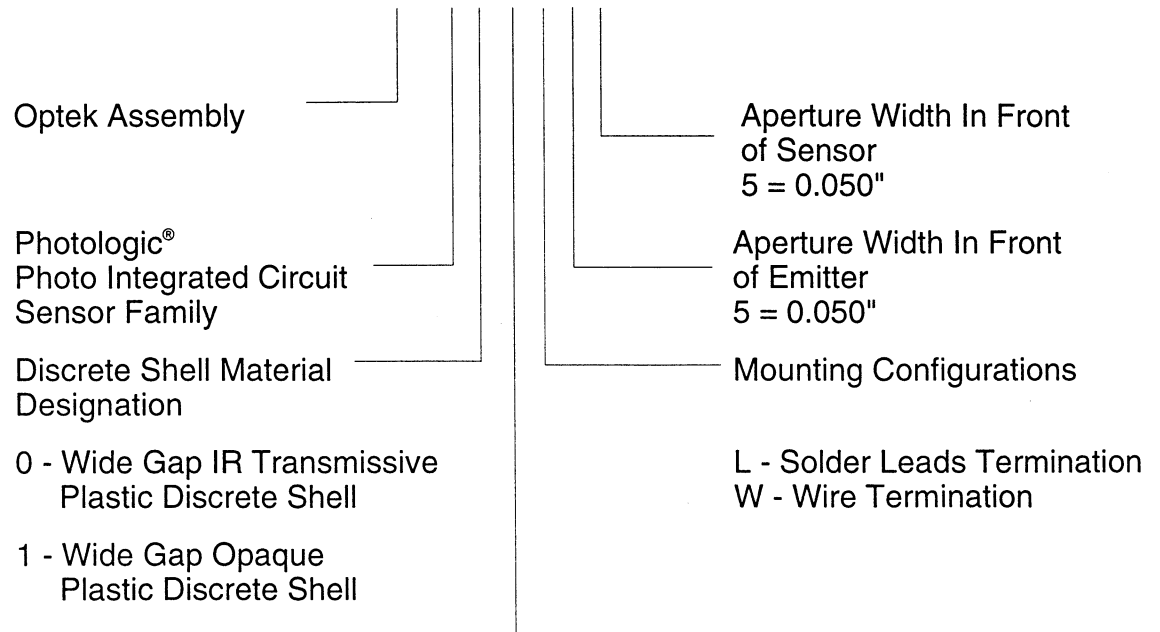 Optek Assembly
Photologic®
Photo Integrated Circuit
Sensor Family
Discrete Shell Material
Designation
0 - Wide Gap IR Transmissive
Plastic Discrete Shell
1 - Wide Gap Opaque
Plastic Discrete Shell
Aperture Width In Front
of Sensor
5 = 0.050"
Aperture Width In Front
of Emitter
5 = 0.050"
Mounting Configurations
L - Solder Leads Termination
W - Wire Termination